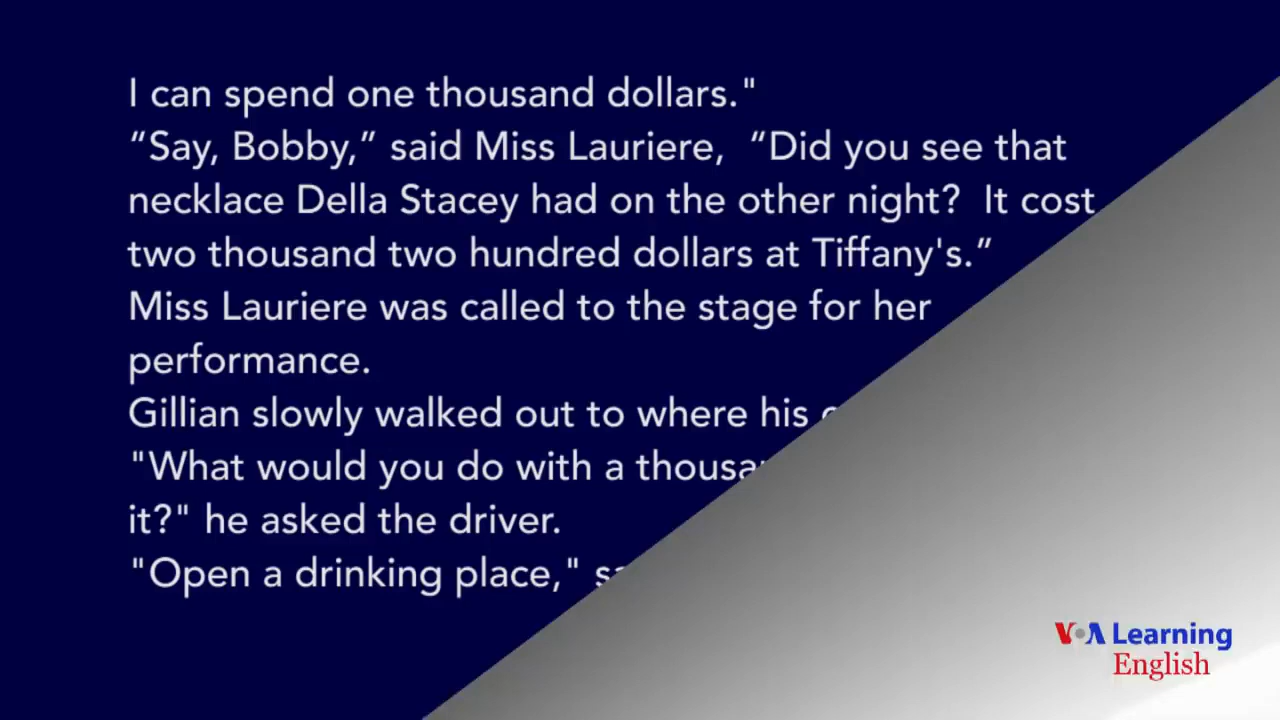 I can spend one thousand dollars."
“Say, Bobby,” said Miss Lauriere,  “Did you see that
necklace Della Stacey had on the other night?  It cost
two thousand two hundred dollars at Tiffany's.”
Miss Lauriere was called to the stage for her
performance.
Gillian slowly walked out to where his
"What would you do with a
it?" he asked the driver.
"Open a drinking place,"
VOA Learning
English